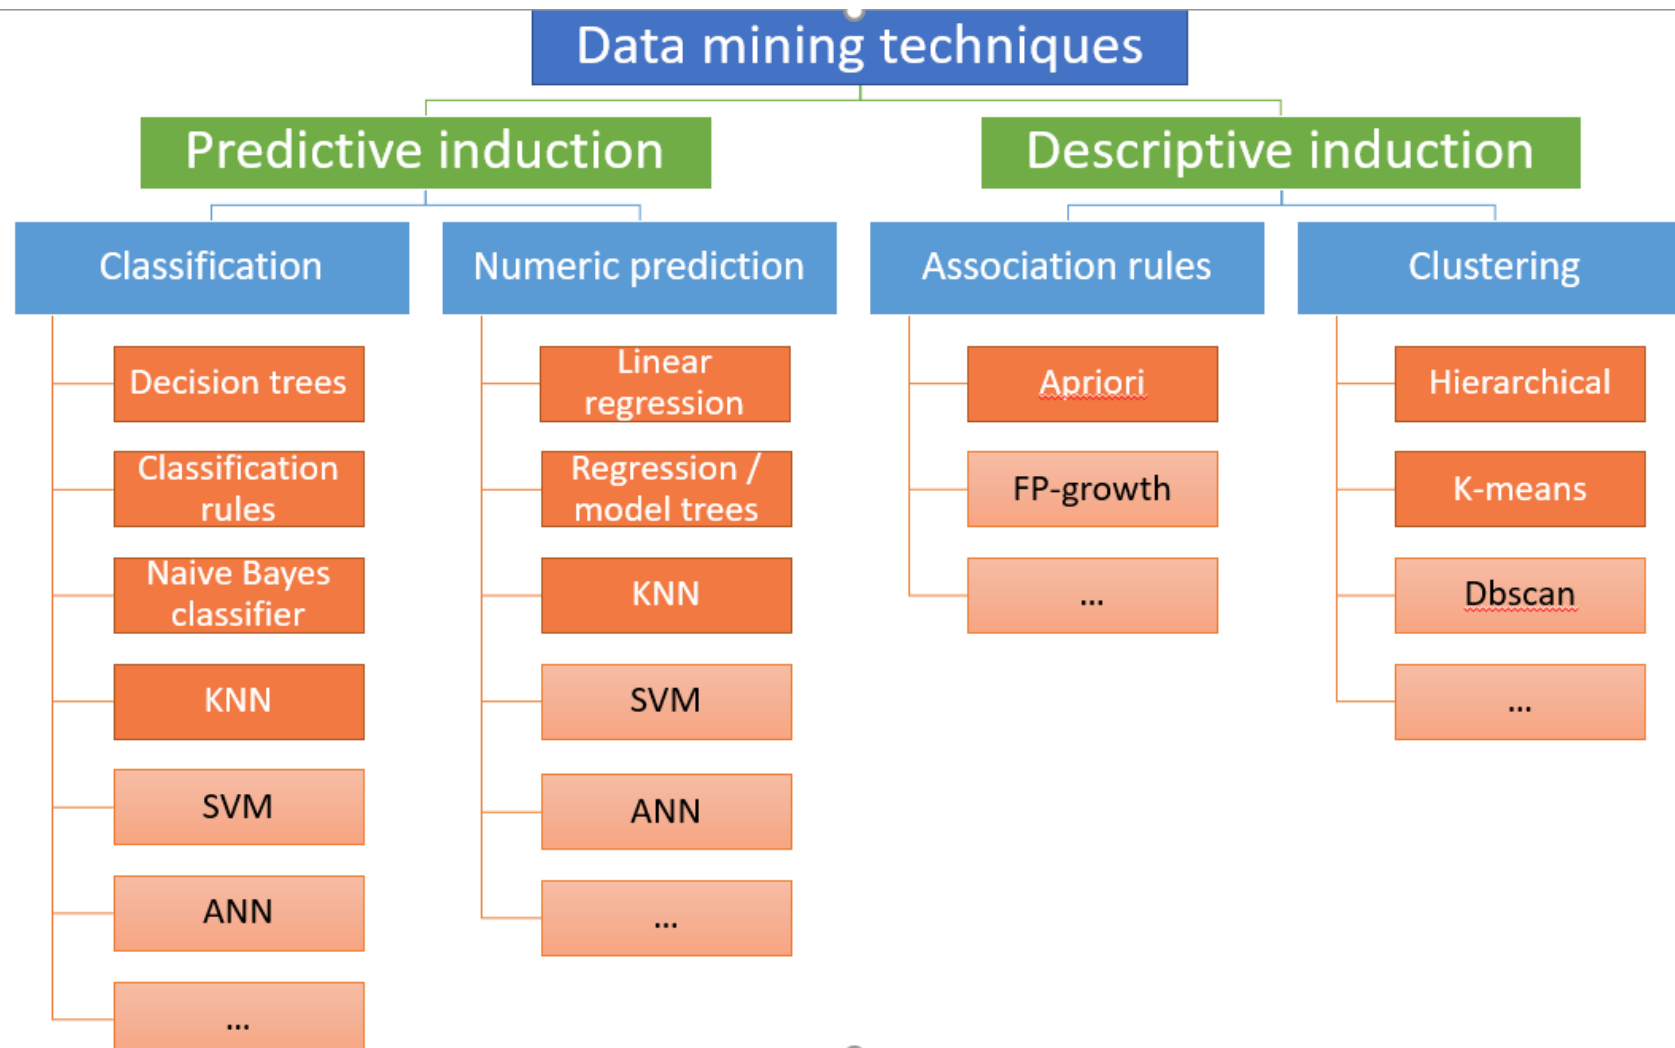 Data mining techniques
Predictive induction
Descriptive induction
Classification
Numeric prediction
Association rules
Clustering
Decision trees
Classification
rules
Naive Bayes
classifier
KNN
SVM
ANN
...
Linear
regression
Regression /
model trees
KNN
SVM
ANN
...
Apriori
FP-growth
...
Hierarchical
K-means
Dbscan
...